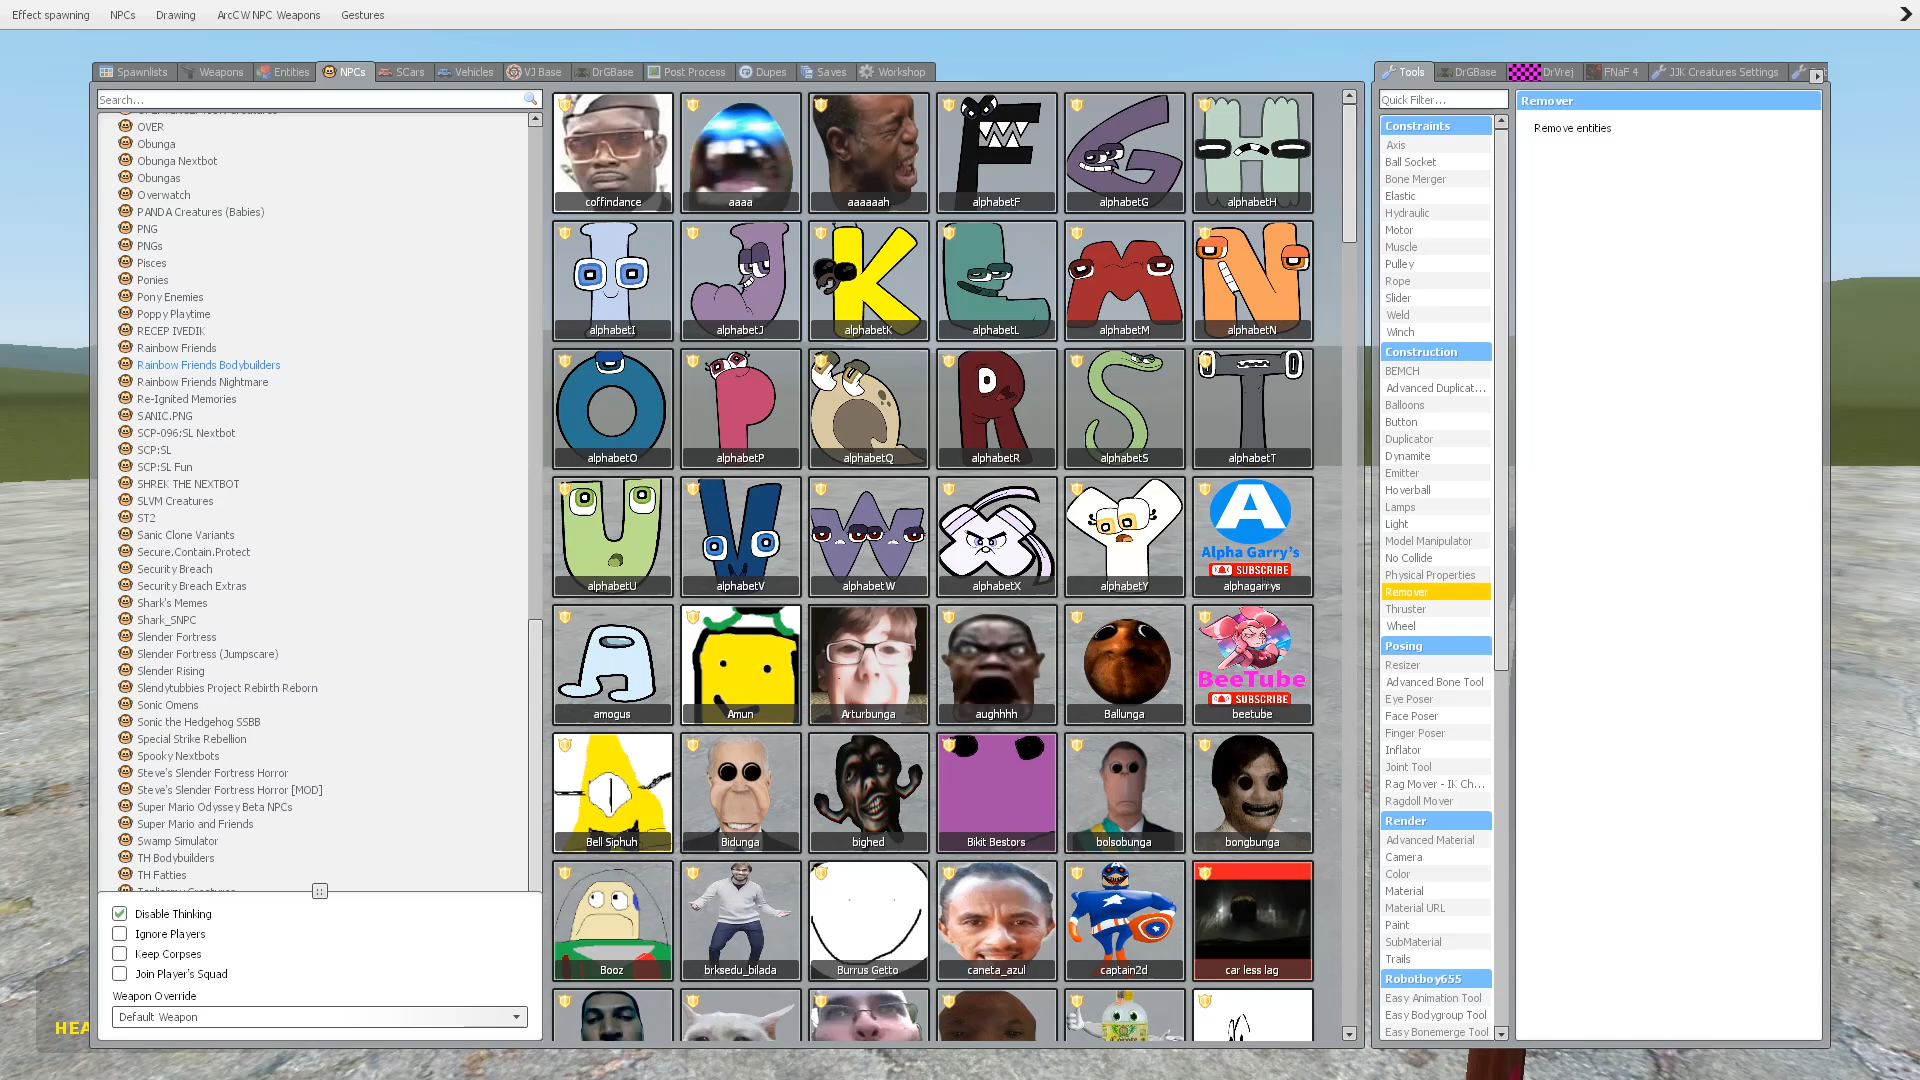 Effect spawning NPCs Drawing ArcCW NPC Weapons Gestures
Spawnlists Weapons Entities NPCs SCars Vehicles VJ Base DrGBase Post Process Dupes Saves Workshop
Search...
OVER
Obunga
Obunga Nextbot
Obungas
Overwatch
PANDA Creatures (Babies)
PNG
PNGs
Pisces
Ponies
Pony Enemies
Poppy Playtime
RECEP IVEDIK
Rainbow Friends
Rainbow Friends Bodybuilders
Rainbow Friends Nightmare
Re-Ignited Memories
SANIC.PNG
SCP-096:SL Nextbot
SCP:SL
SCP:SL Fun
SHREK THE NEXTBOT
SLVM Creatures
ST2
Sanic Clone Variants
Secure.Contain.Protect
Security Breach
Security Breach Extras
Shark's Memes
Shark_SNPC
Slender Fortress
Slender Fortress (Jumpscare)
Slender Rising
Slendytubbies Project Rebirth Reborn
Sonic Omens
Sonic the Hedgehog SSBB
Special Strike Rebellion
Spooky Nextbots
Steve's Slender Fortress Horror
Steve's Slender Fortress Horror [MOD]
Super Mario Odyssey Beta NPCs
Super Mario and Friends
Swamp Simulator
TH Bodybuilders
TH Fatties
Disable Thinking
Ignore Players
Keep Corpses
Join Player's Squad
Weapon Override
Default Weapon
HEA
coffindance aaaa aaaaaah alphabetF alphabetG alphabetH
alphabetI alphabetJ alphabetK alphabetL alphabetM alphabetN
alphabetO alphabetP alphabetQ alphabetR alphabetS alphabetT
A
Alpha Garry's
SUBSCRIBE
alphabetU alphabetV alphabetW alphabetX alphabetY alphagarrys
BeeTube
SUBSCRIBE
amogus Amun Arturbunga aughhhh Ballunga beetube
Bell Siphuh Bidunga bighed Bikit Bestors bolsobunga bongbunga
Booz brksedu_bilada Burrus Getto caneta_azul captain2d car less lag
Tools DrGBase DrVrej FNaF 4 JJK Creatures Settings
Quick Filter...
Constraints
Axis
Ball Socket
Bone Merger
Elastic
Hydraulic
Motor
Muscle
Pulley
Rope
Slider
Weld
Winch
Construction
BEMCH
Advanced Duplicat...
Balloons
Button
Duplicator
Dynamite
Emitter
Hoverball
Lamps
Light
Model Manipulator
No Collide
Physical Properties
Remover
Thruster
Wheel
Posing
Resizer
Advanced Bone Tool
Eye Poser
Face Poser
Finger Poser
Inflator
Joint Tool
Rag Mover - IK Ch...
Ragdoll Mover
Render
Advanced Material
Camera
Color
Material
Material URL
Paint
SubMaterial
Trails
Robotboy655
Easy Animation Tool
Easy Bodygroup Tool
Easy Bonemerge Tool
Remover
Remove entities